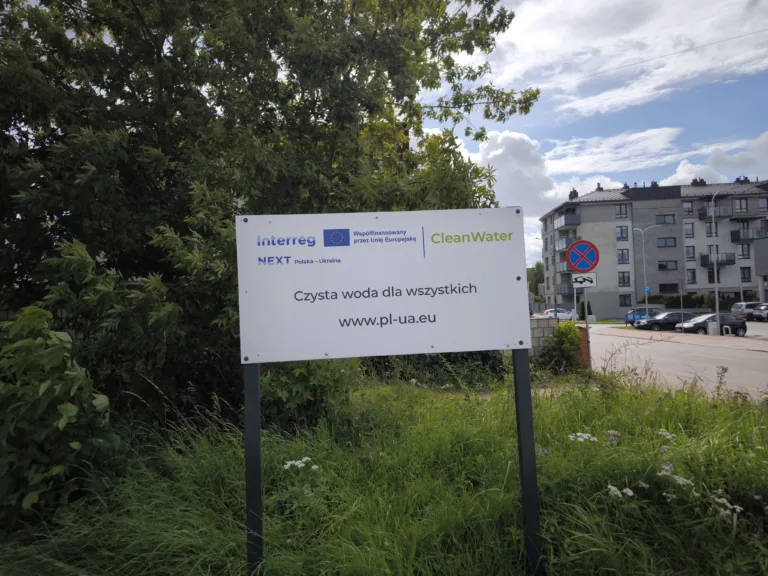 Interreg
NEXT Polska – Ukraina
Współfinansowany
przez Unię Europejską
CleanWater
Czysta woda dla wszystkich
www.pl-ua.eu